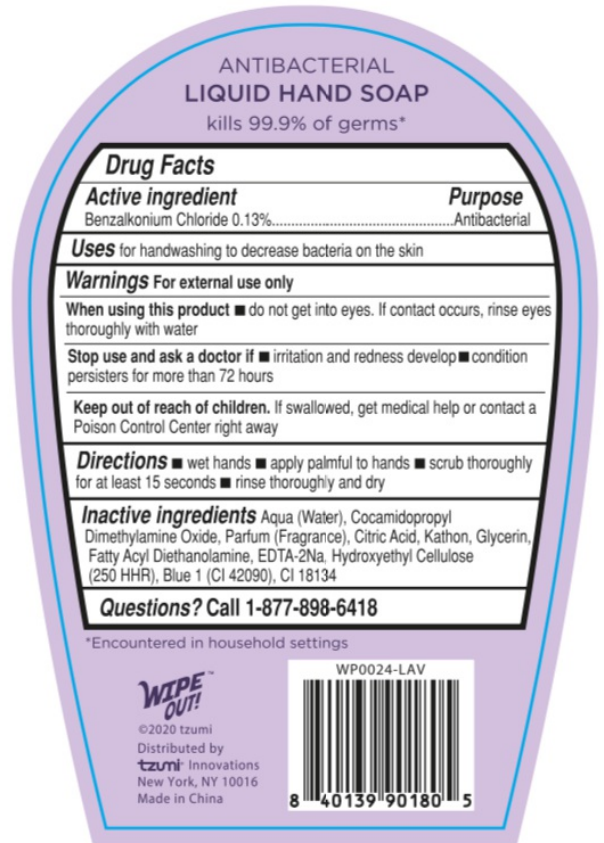 ANTIBACTERIAL
LIQUID HAND SOAP
kills 99.9% of germs*
Drug Facts
Active ingredient Purpose
Benzalkonium Chloride 0.13%....................................................Antibacterial
Uses for handwashing to decrease bacteria on the skin
Warnings For external use only
When using this product ■ do not get into eyes. If contact occurs, rinse eyes
thoroughly with water
Stop use and ask a doctor if ■ irritation and redness develop ■ condition
persisters for more than 72 hours
Keep out of reach of children. If swallowed, get medical help or contact a
Poison Control Center right away
Directions ■ wet hands ■ apply palmful to hands ■ scrub thoroughly
for at least 15 seconds ■ rinse thoroughly and dry
Inactive ingredients Aqua (Water), Cocamidopropyl
Dimethylamine Oxide, Parfum (Fragrance), Citric Acid, Kathon, Glycerin,
Fatty Acyl Diethanolamine, EDTA-2Na, Hydroxyethyl Cellulose
(250 HHR), Blue 1 (CI 42090), CI 18134
Questions? Call 1-877-898-6418
*Encountered in household settings
WIPE OUT!™
©2020 tzumi
Distributed by
tzumi Innovations
New York, NY 10016
Made in China
WP0024-LAV
8 40139 90180 5